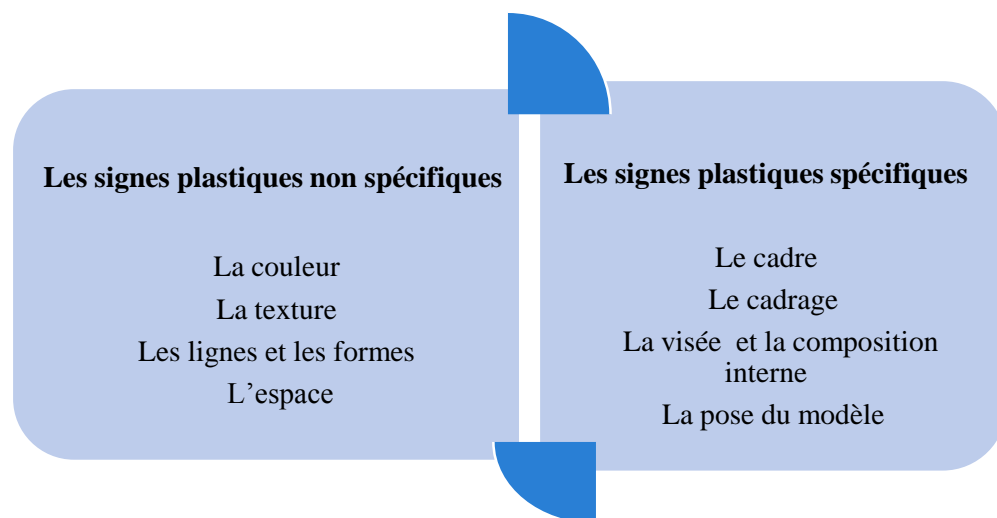 Les signes plastiques non spécifiques
La couleur
La texture
Les lignes et les formes
L’espace
Les signes plastiques spécifiques
Le cadre
Le cadrage
La visée et la composition
interne
La pose du modèle